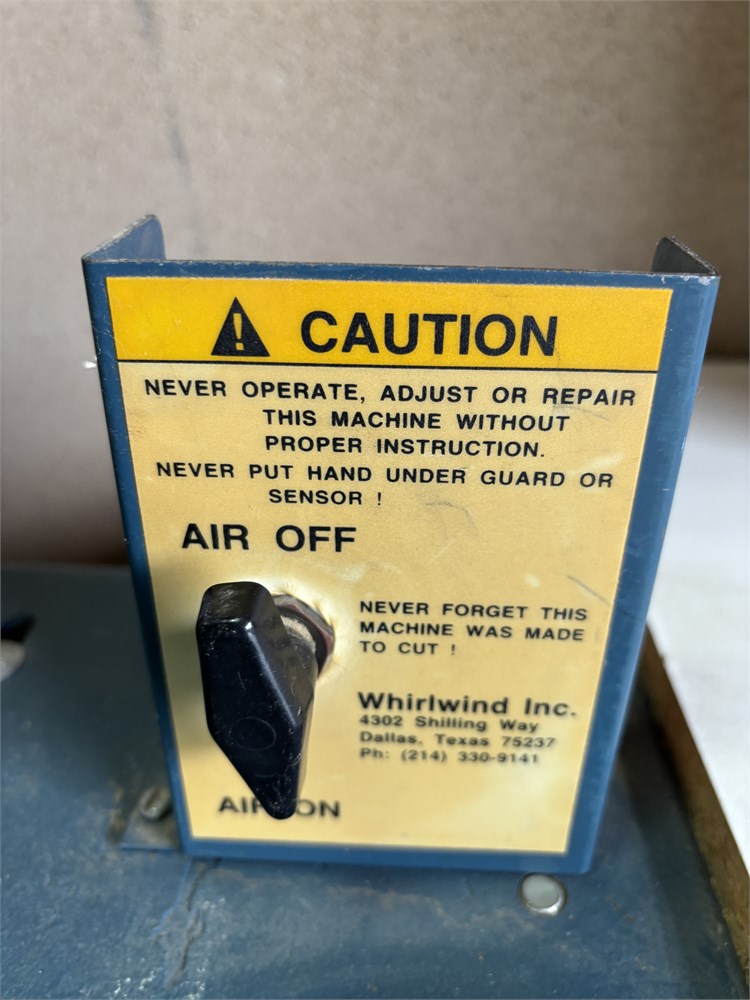 CAUTION
NEVER OPERATE, ADJUST OR REPAIR
THIS MACHINE WITHOUT
PROPER INSTRUCTION.
NEVER PUT HAND UNDER GUARD OR
SENSOR !
AIR OFF
NEVER FORGET THIS
MACHINE WAS MADE
TO CUT !
Whirlwind Inc.
4302 Shilling Way
Dallas, Texas 75237
Ph: (214) 330-9141
AIR ON